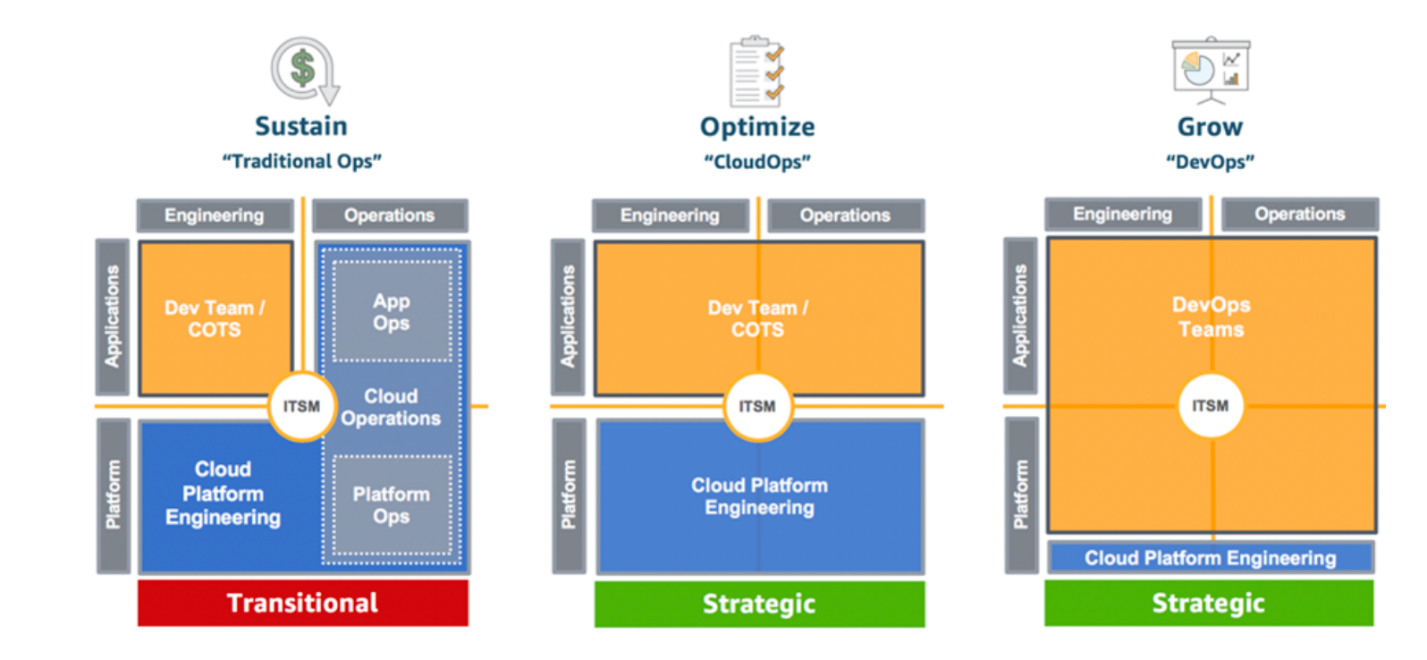 Sustain
“Traditional Ops”
Engineering
Operations
Applications
Dev Team /
COTS
App
Ops
ITSM
Cloud
Operations
Platform
Cloud
Platform
Engineering
Platform
Ops
Transitional
Optimize
“CloudOps”
Engineering
Operations
Applications
Dev Team /
COTS
ITSM
Platform
Cloud Platform
Engineering
Strategic
Grow
“DevOps”
Engineering
Operations
Applications
DevOps
Teams
ITSM
Platform
Cloud Platform Engineering
Strategic